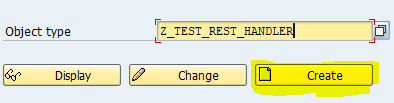 Object type Z_TEST_REST_HANDLER
Display Change Create